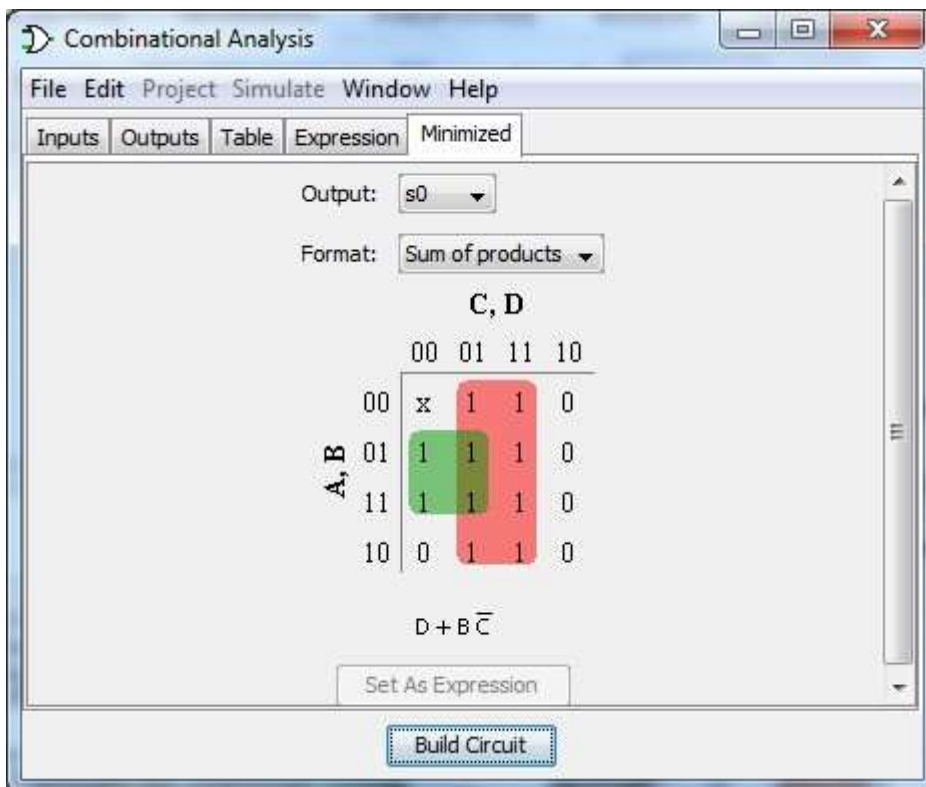 Combinational Analysis
File Edit Project Simulate Window Help
Inputs Outputs Table Expression Minimized
Output: s0
Format: Sum of products
C, D
00 01 11 10
00 x 1 1 0
A, B
01 1 1 1 0
11 1 1 1 0
10 0 1 1 0
D + B C̅
Set As Expression
Build Circuit